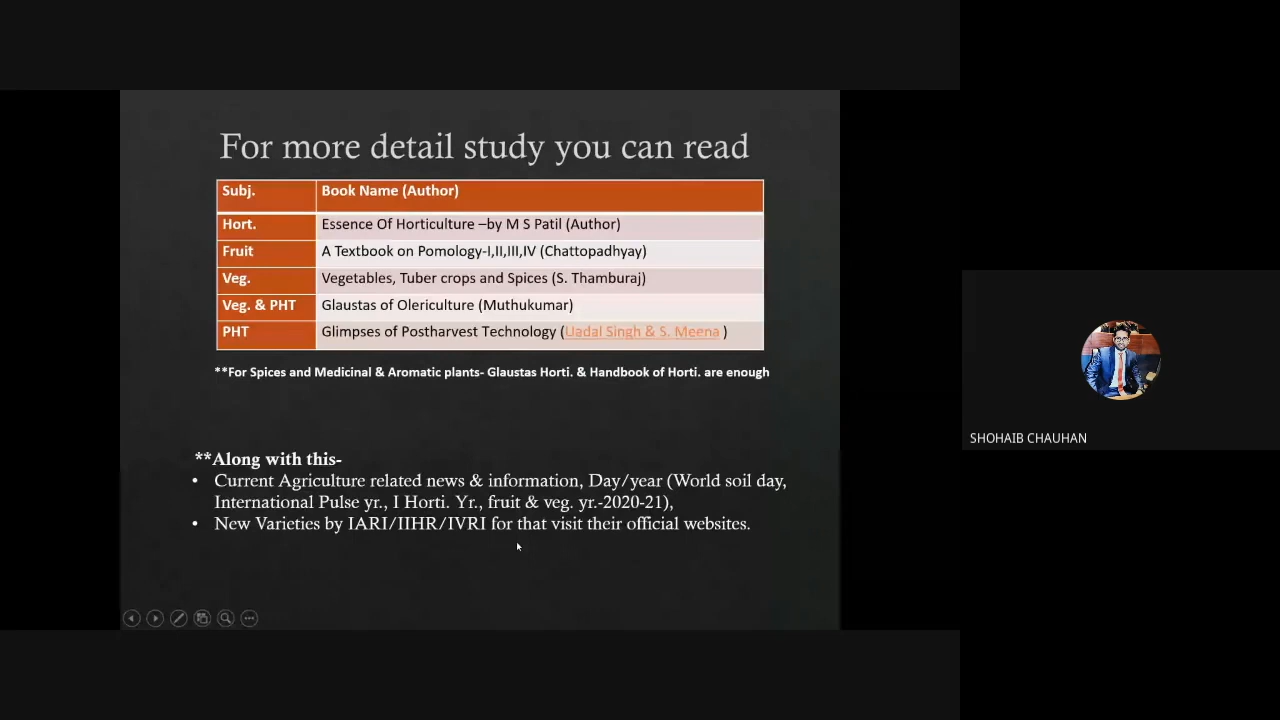 For more detail study you can read
Subj. Book Name (Author)
Hort. Essence Of Horticulture –by M S Patil (Author)
Fruit A Textbook on Pomology-I,II,III,IV (Chattopadhyay)
Veg. Vegetables, Tuber crops and Spices (S. Thamburaj)
Veg. & PHT Glaustas of Olericulture (Muthukumar)
PHT Glimpses of Postharvest Technology (Uadal Singh & S. Meena )
**For Spices and Medicinal & Aromatic plants- Glaustas Horti. & Handbook of Horti. are enough
SHOHAIB CHAUHAN
**Along with this-
• Current Agriculture related news & information, Day/year (World soil day,
International Pulse yr., I Horti. Yr., fruit & veg. yr.-2020-21),
• New Varieties by IARI/IIHR/IVRI for that visit their official websites.